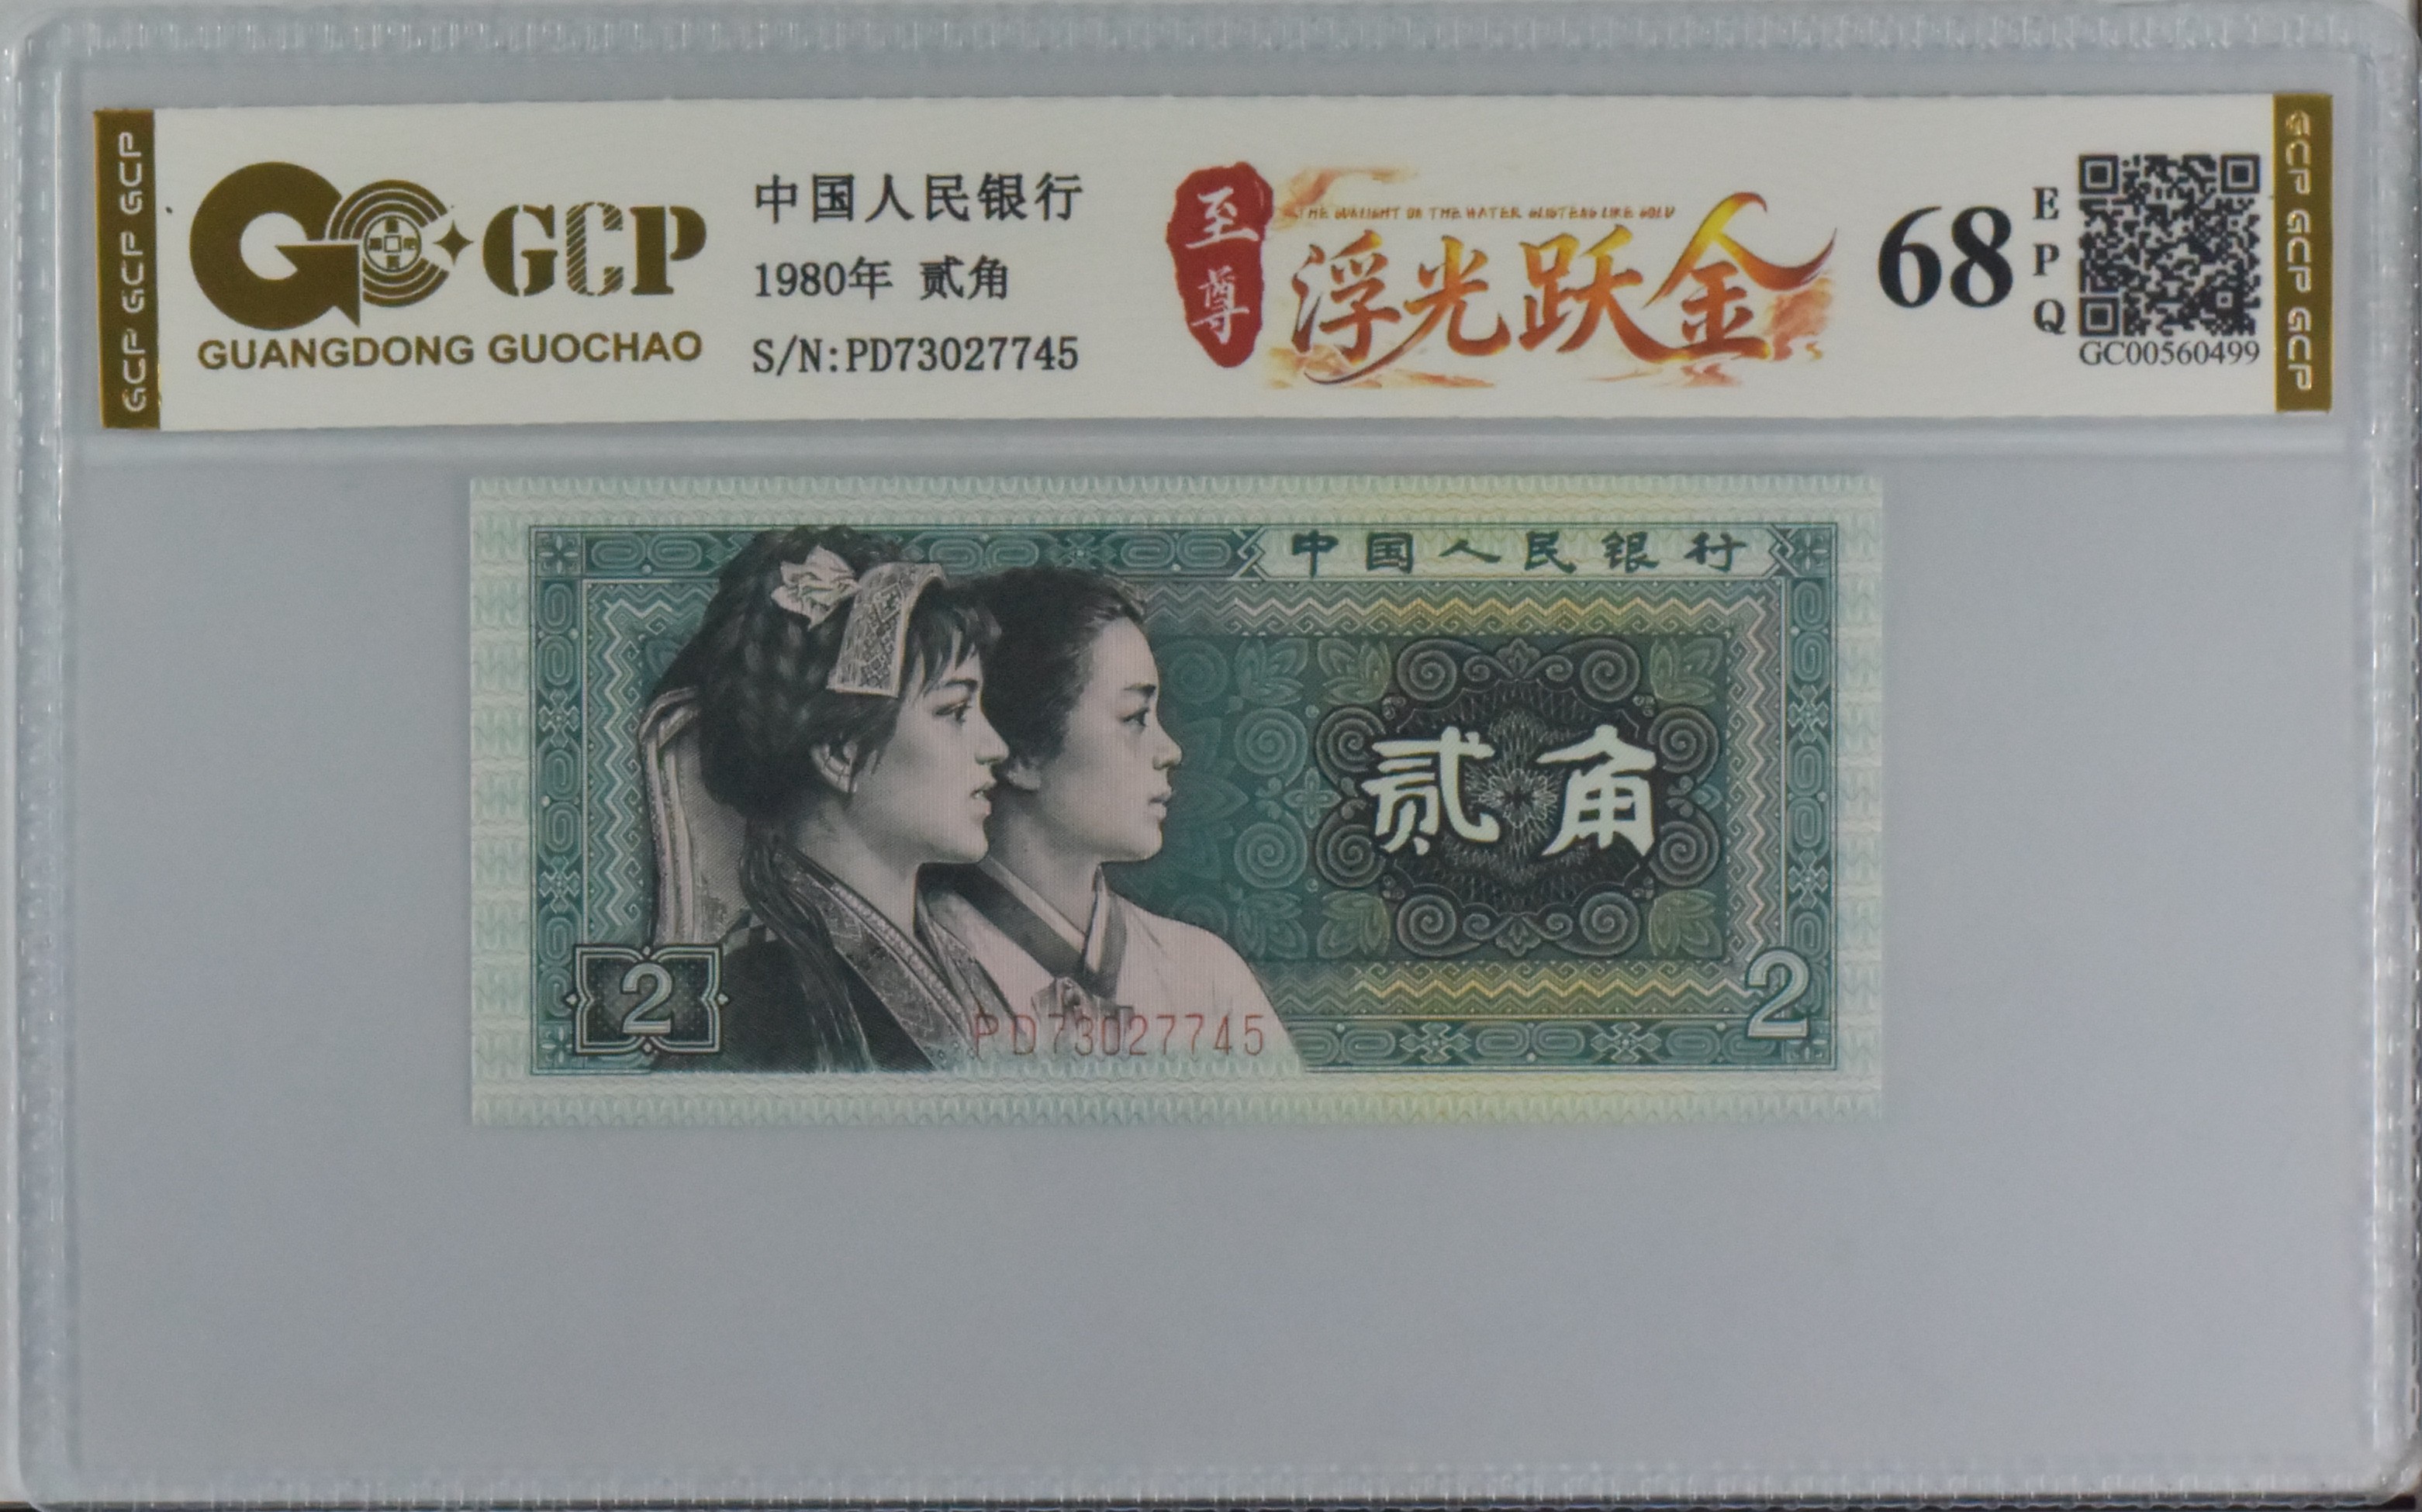 GCP GCP GCP
GCP
GUANGDONG GUOCHAO
中国人民银行
1980年 贰角
S/N:PD73027745
至尊
浮光跃金
68
EPQ
GC00560499
GCP GCP GCP
中国人民银行
贰角
2
2
PD73027745